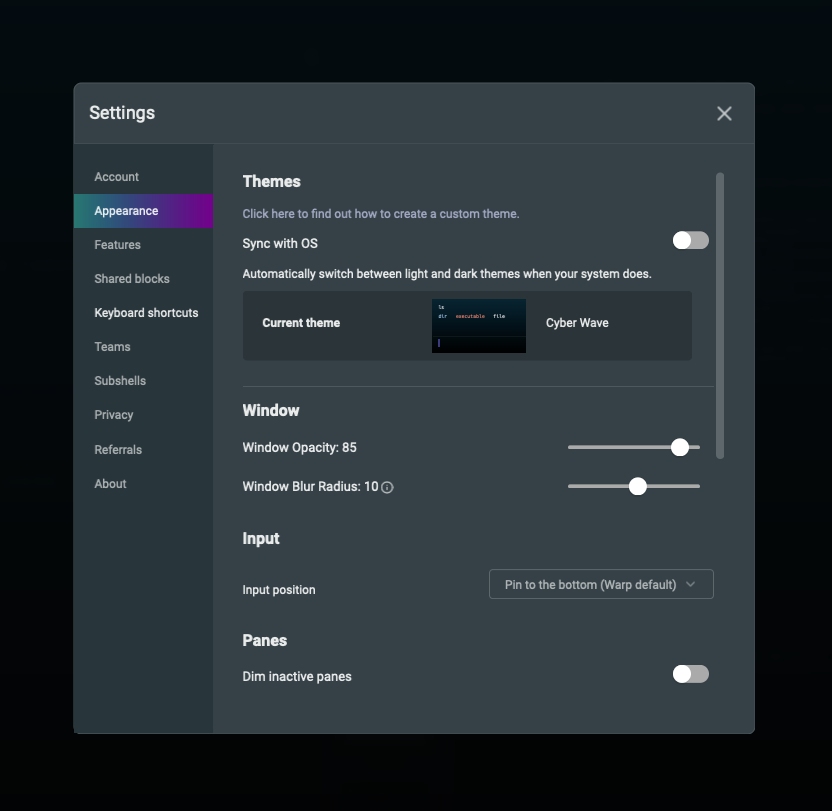 Settings
Account
Appearance
Features
Shared blocks
Keyboard shortcuts
Teams
Subshells
Privacy
Referrals
About
Themes
Click here to find out how to create a custom theme.
Sync with OS
Automatically switch between light and dark themes when your system does.
Current theme
ls
dir executable file
Cyber Wave
Window
Window Opacity: 85
Window Blur Radius: 10
Input
Input position
Pin to the bottom (Warp default)
Panes
Dim inactive panes